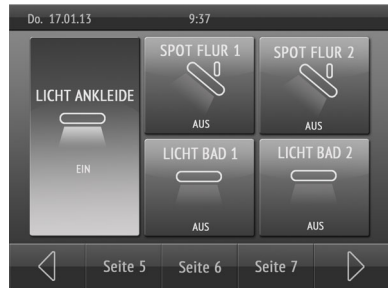 Do. 17.01.13
9:37
LICHT ANKLEIDE
EIN
SPOT FLUR 1
AUS
SPOT FLUR 2
AUS
LICHT BAD 1
AUS
LICHT BAD 2
AUS
Seite 5
Seite 6
Seite 7